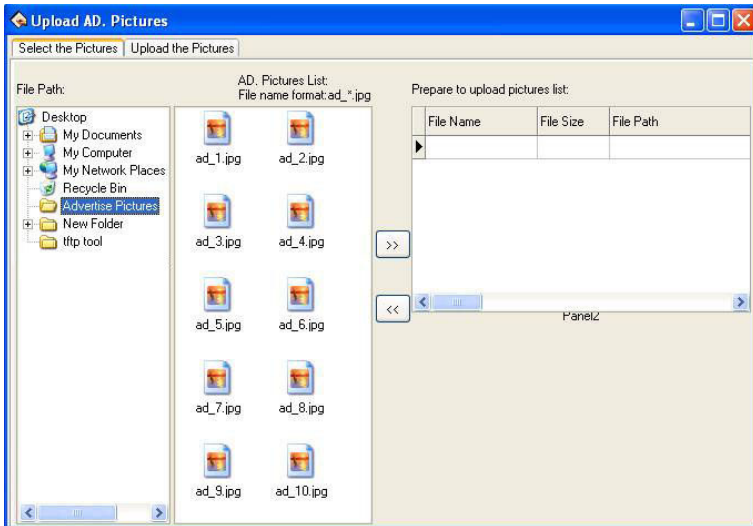 Upload AD. Pictures
Select the Pictures
Upload the Pictures
File Path:
Desktop
My Documents
My Computer
My Network Places
Recycle Bin
Advertise Pictures
New Folder
tftp tool
AD. Pictures List:
File name format:ad_*.jpg
ad_1.jpg ad_2.jpg
ad_3.jpg ad_4.jpg
ad_5.jpg ad_6.jpg
ad_7.jpg ad_8.jpg
ad_9.jpg ad_10.jpg
>>
<<
Prepare to upload pictures list:
File Name File Size File Path
Panel2